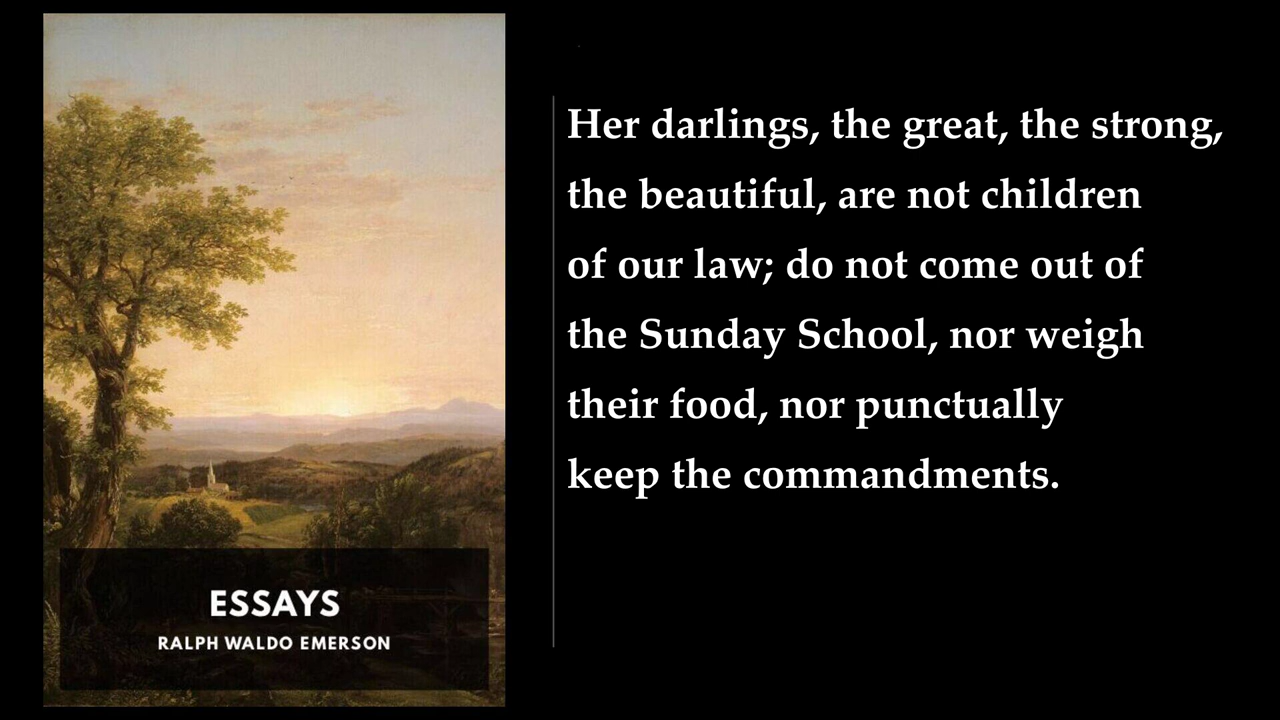 Her darlings, the great, the strong,
the beautiful, are not children
of our law; do not come out of
the Sunday School, nor weigh
their food, nor punctually
keep the commandments.
ESSAYS
RALPH WALDO EMERSON